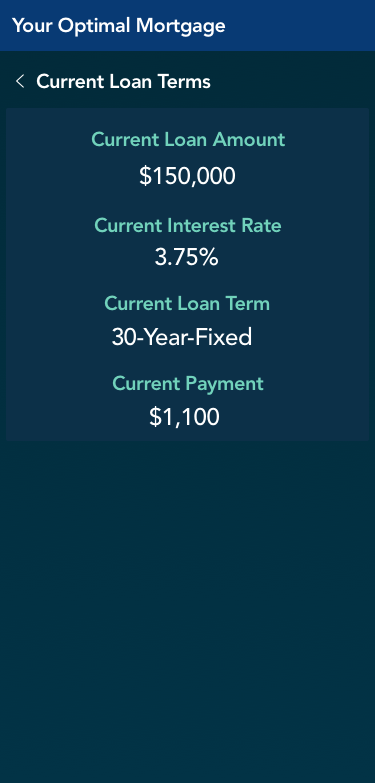 Your Optimal Mortgage
Current Loan Terms
Current Loan Amount
$150,000
Current Interest Rate
3.75%
Current Loan Term
30-Year-Fixed
Current Payment
$1,100